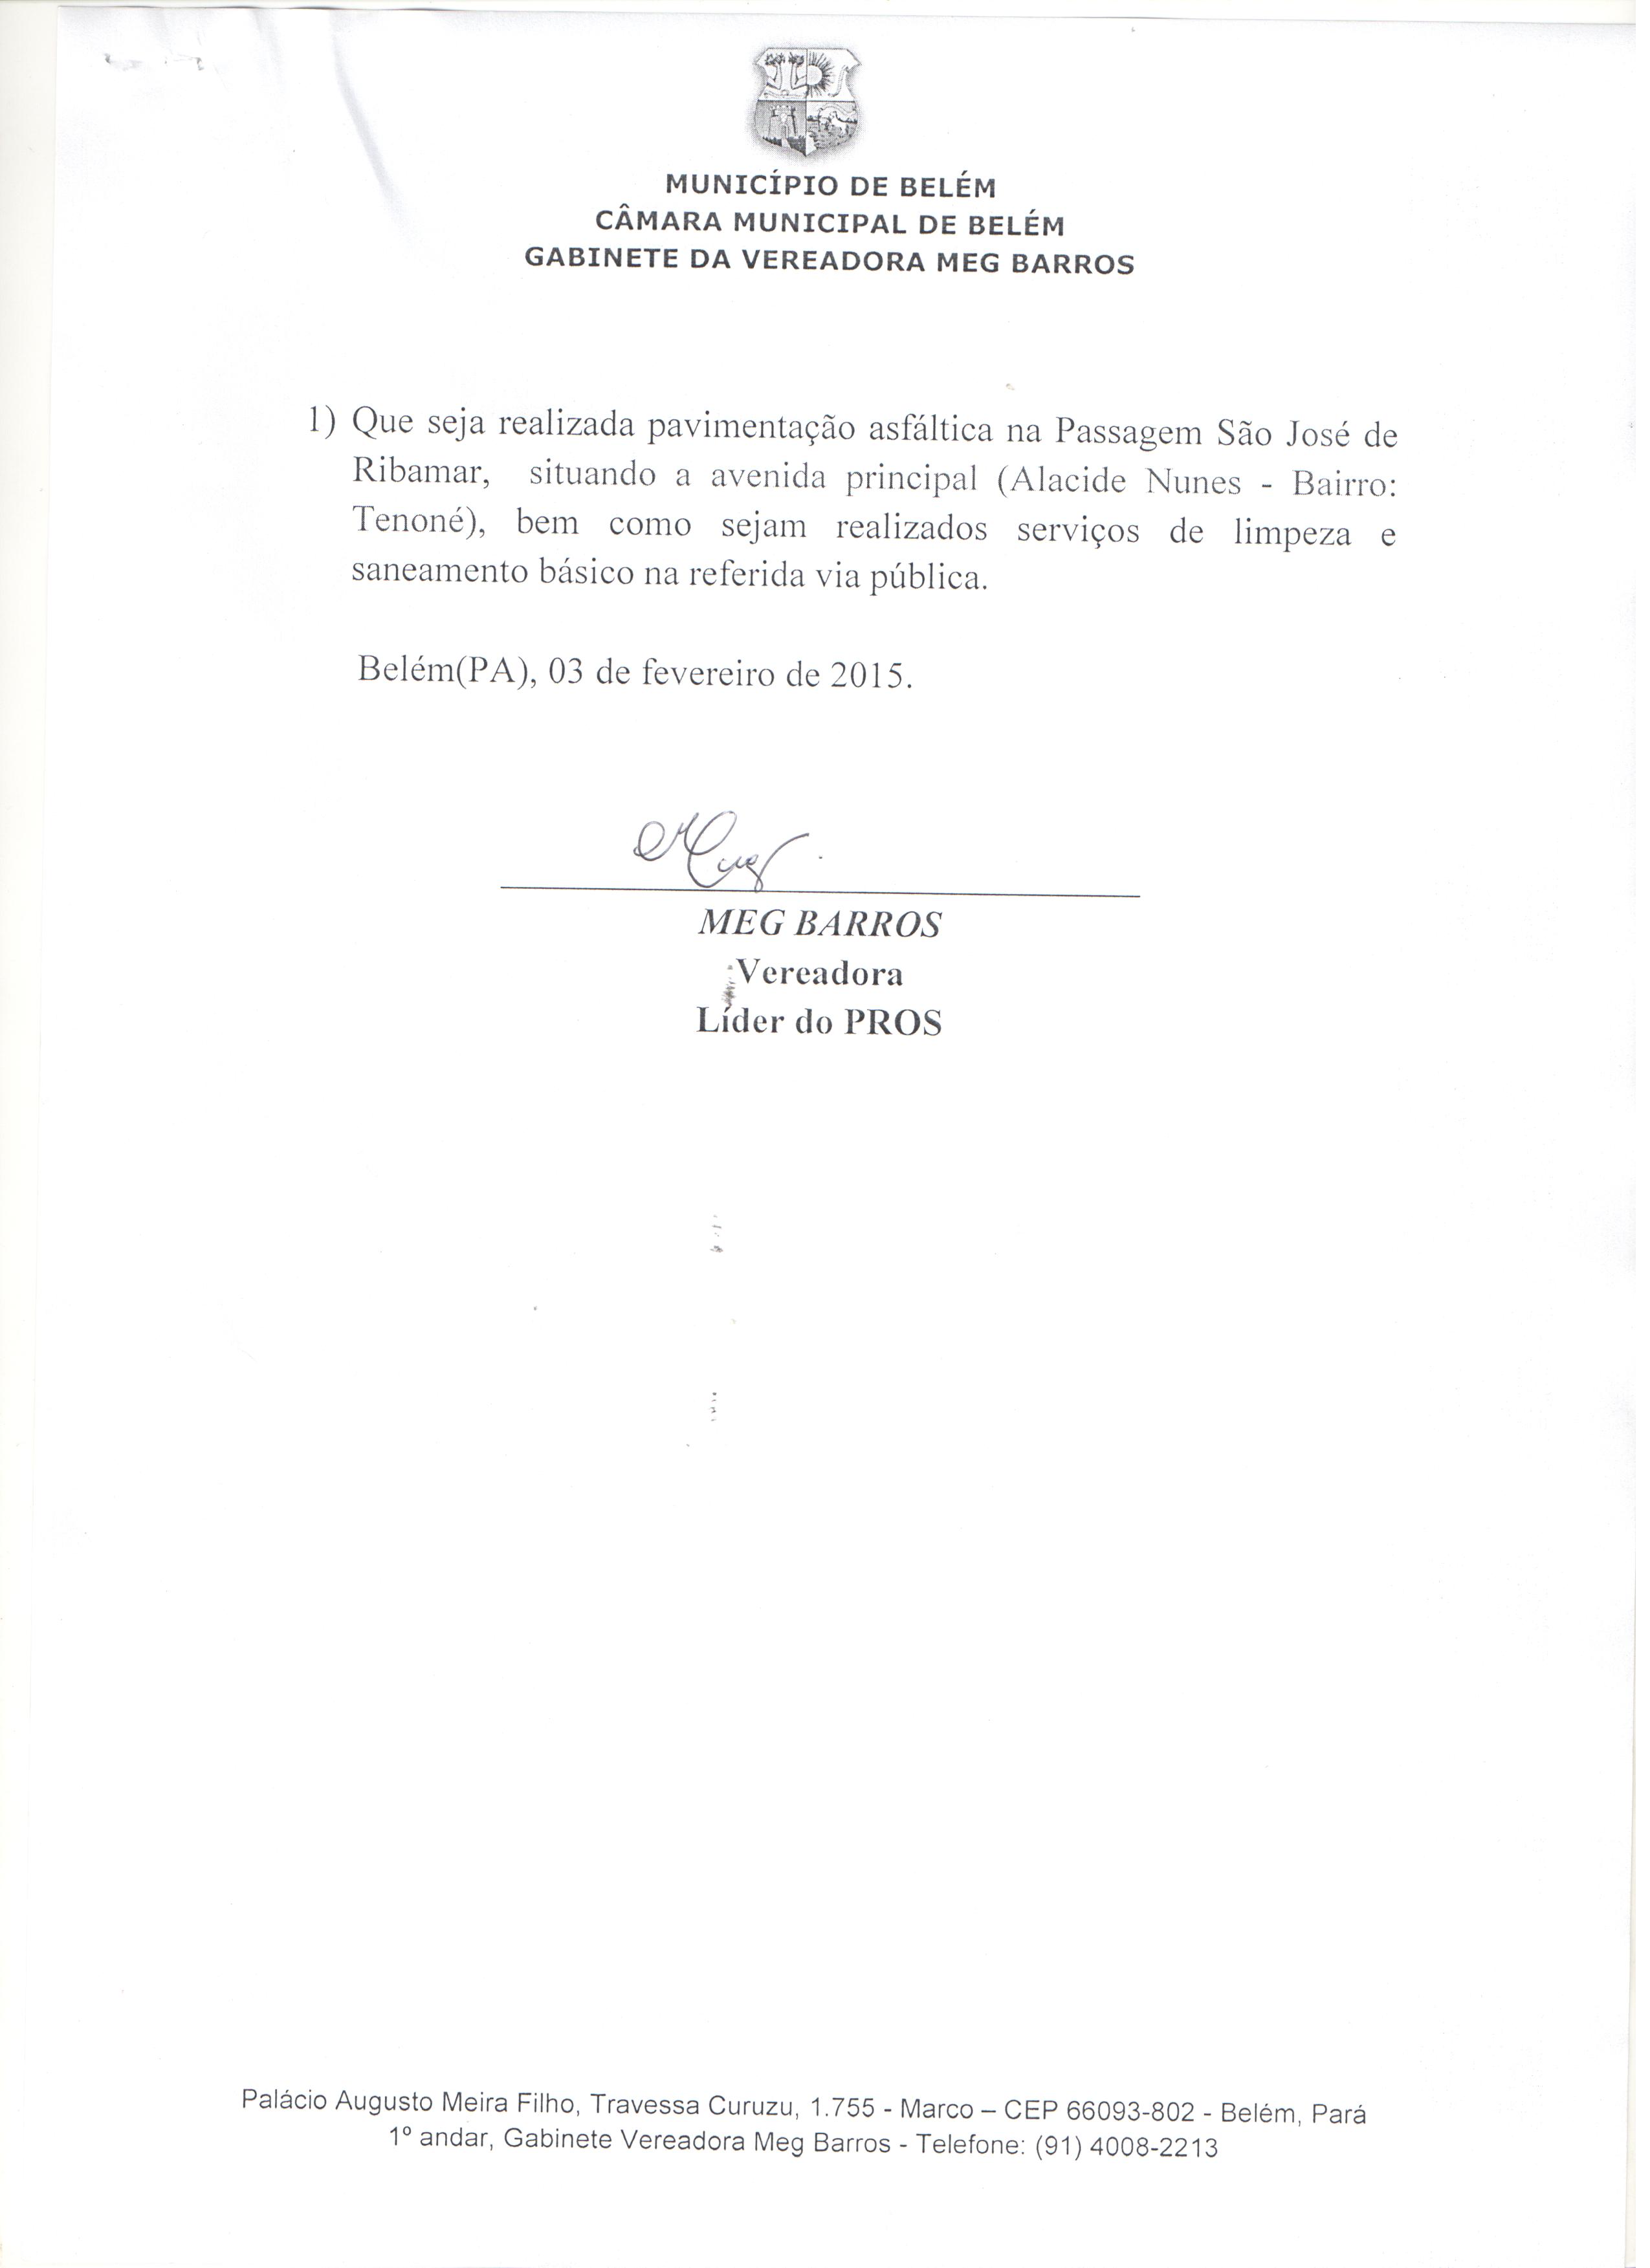 MUNICÍPIO DE BELÉM
CÂMARA MUNICIPAL DE BELÉM
GABINETE DA VEREADORA MEG BARROS
1) Que seja realizada pavimentação asfáltica na Passagem São José de
Ribamar, situando a avenida principal (Alacide Nunes - Bairro:
Tenoné), bem como sejam realizados serviços de limpeza e
saneamento básico na referida via pública.
Belém(PA), 03 de fevereiro de 2015.
Meg
MEG BARROS
Vereadora
Líder do PROS
Palácio Augusto Meira Filho, Travessa Curuzu, 1.755 - Marco – CEP 66093-802 - Belém, Pará
1º andar, Gabinete Vereadora Meg Barros - Telefone: (91) 4008-2213